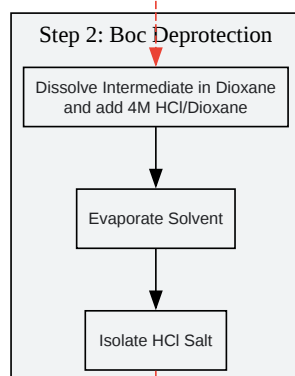 Step 2: Boc Deprotection
Dissolve Intermediate in Dioxane
and add 4M HCl/Dioxane
Evaporate Solvent
Isolate HCl Salt